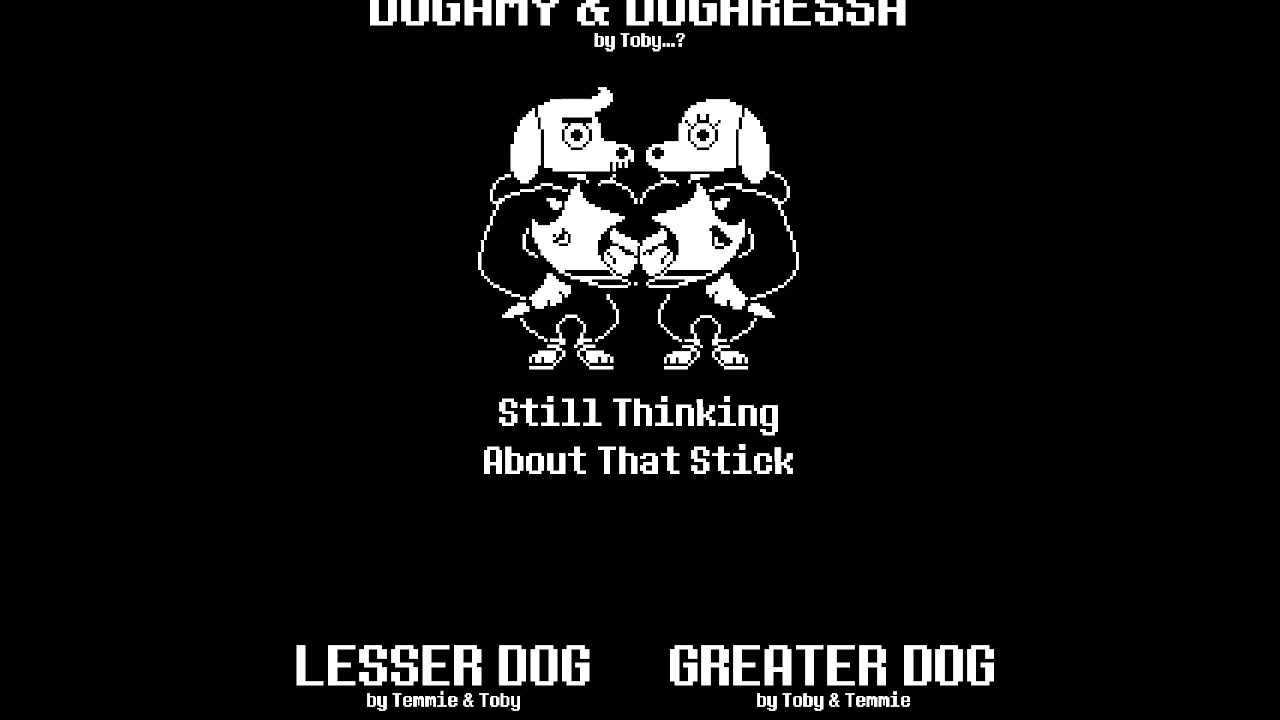 DOGAMY & DOGARESSA
by Toby...?
Still Thinking
About That Stick
LESSER DOG
by Temmie & Toby
GREATER DOG
by Toby & Temmie